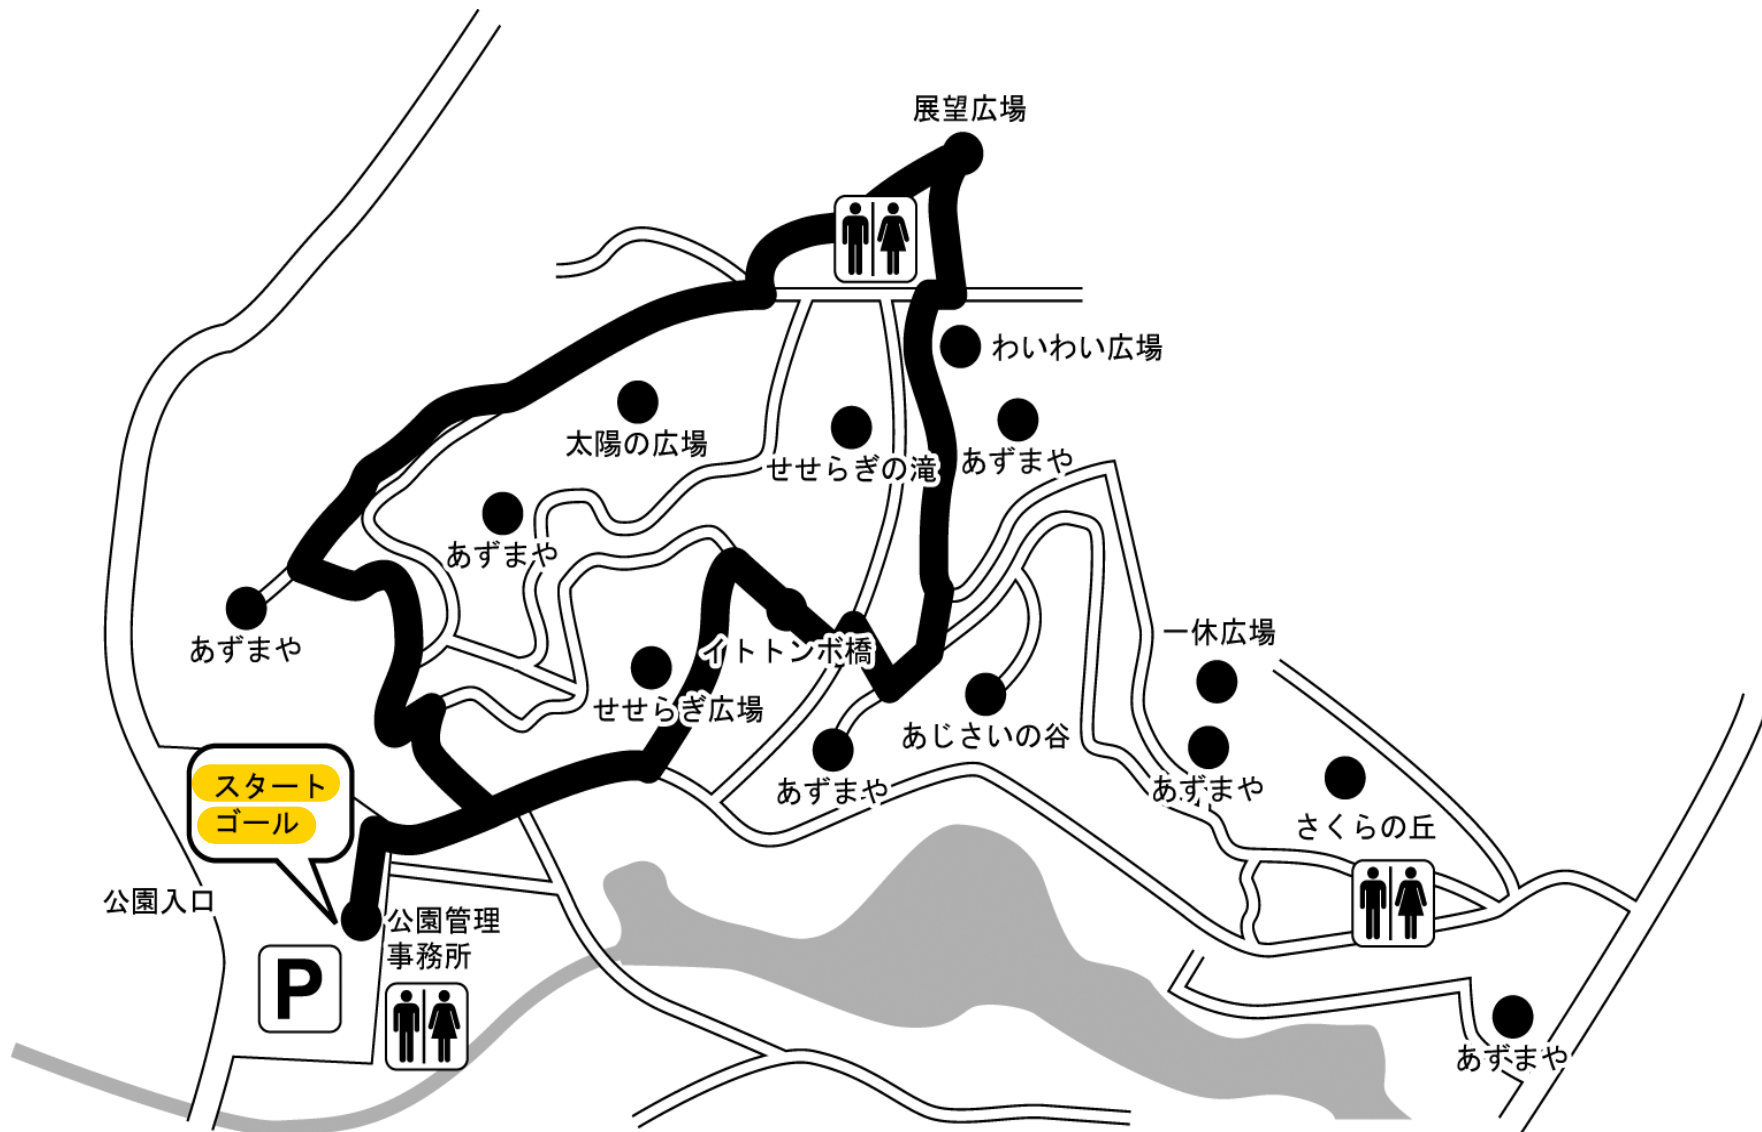 展望広場
わいわい広場
太陽の広場
せせらぎの滝
あずまや
あずまや
あずまや
一休広場
イトトンボ橋
せせらぎ広場
あじさいの谷
あずまや
あずまや
さくらの丘
スタート
ゴール
公園入口
公園管理
事務所
P
あずまや